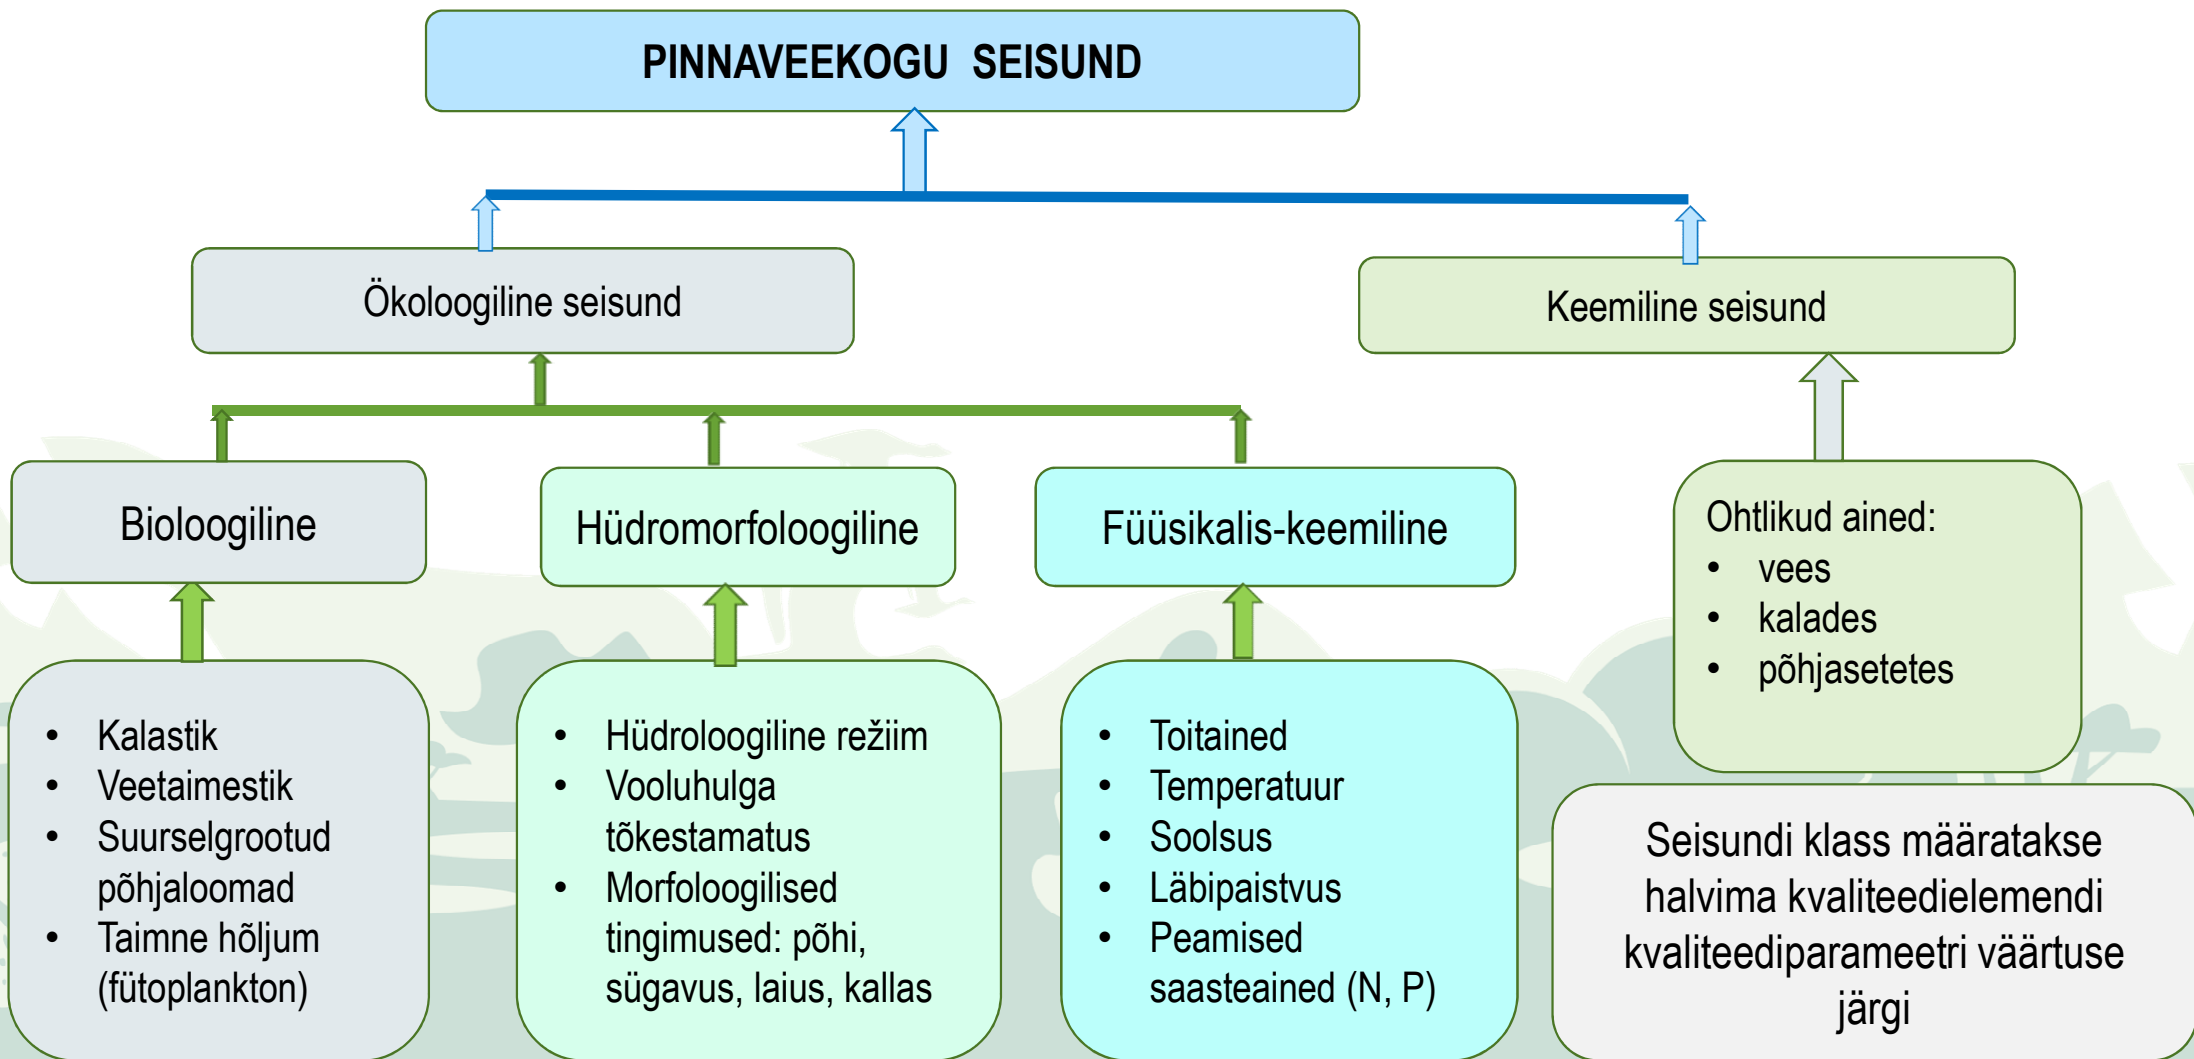 PINNAVEEKOGU SEISUND
Ökoloogiline seisund
Keemiline seisund
Bioloogiline
Hüdromorfoloogiline
Füüsikalis-keemiline
Ohtlikud ained:
• vees
• kalades
• põhjasetetes
• Kalastik
• Veetaimestik
• Suurselgrootud
põhjaloomad
• Taimne hõljum
(fütoplankton)
• Hüdroloogiline režiim
• Vooluhulga
tõkestamatus
• Morfoloogilised
tingimused: põhi,
sügavus, laius, kallas
• Toitained
• Temperatuur
• Soolsus
• Läbipaistvus
• Peamised
saasteained (N, P)
Seisundi klass määratakse
halvima kvaliteedielemendi
kvaliteediparameetri väärtuse
järgi